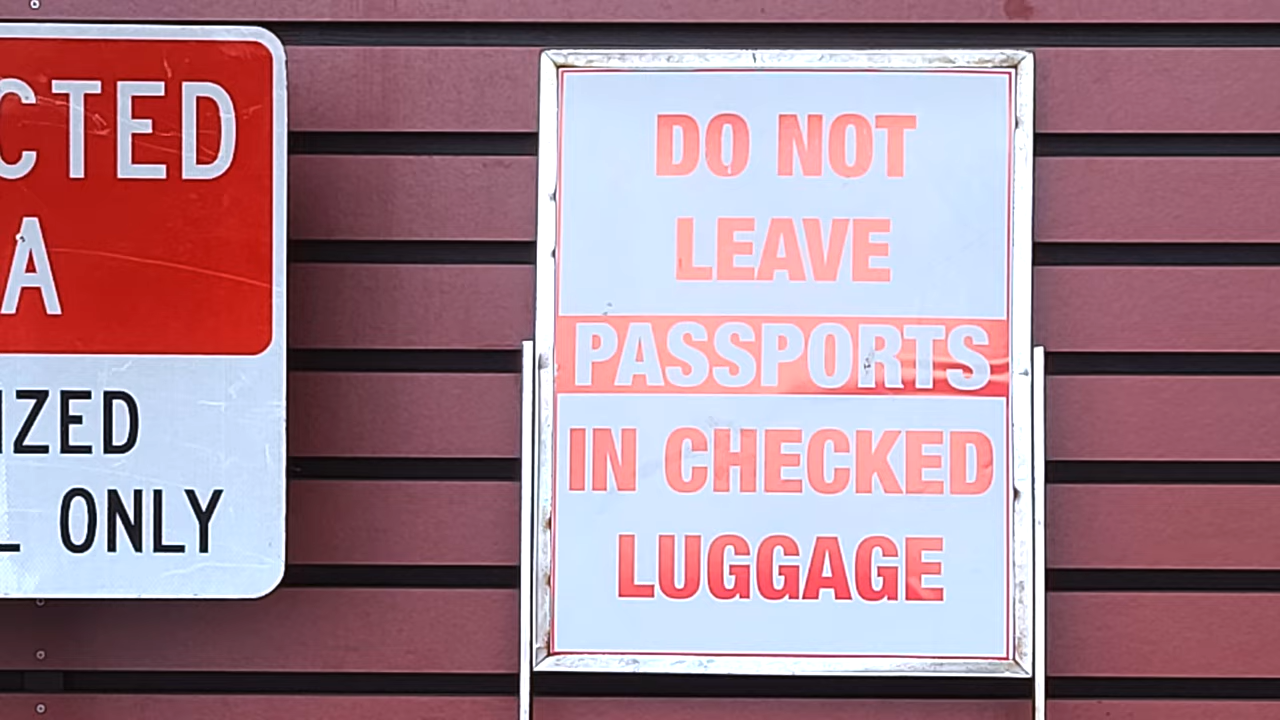 CTED
A
IZED
L ONLY
DO NOT
LEAVE
PASSPORTS
IN CHECKED
LUGGAGE